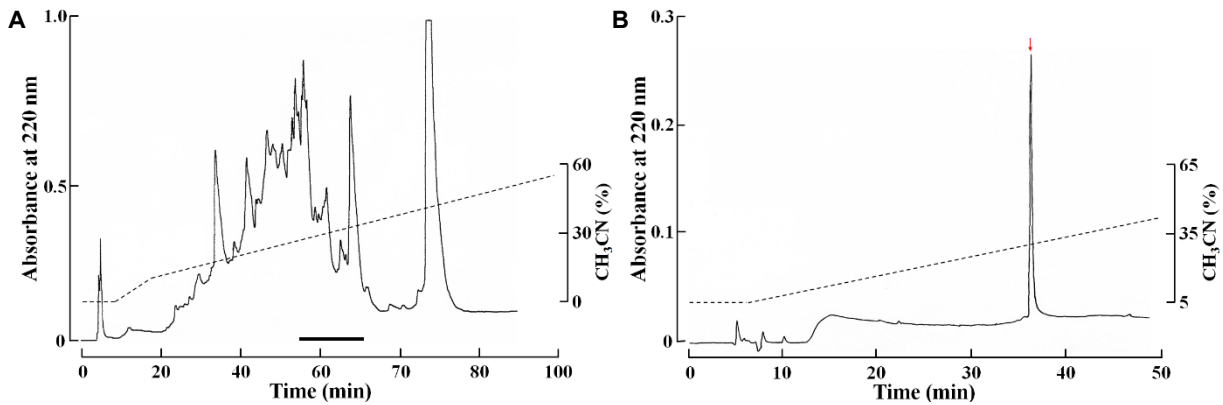 A
1.0
0.5
0
Absorbance at 220 nm
60
30
0
CH3CN (%)
0 20 40 60 70 80 100
Time (min)
B
0.3
0.2
0.1
0
Absorbance at 220 nm
65
35
5
CH3CN (%)
0 10 20 30 40 50
Time (min)